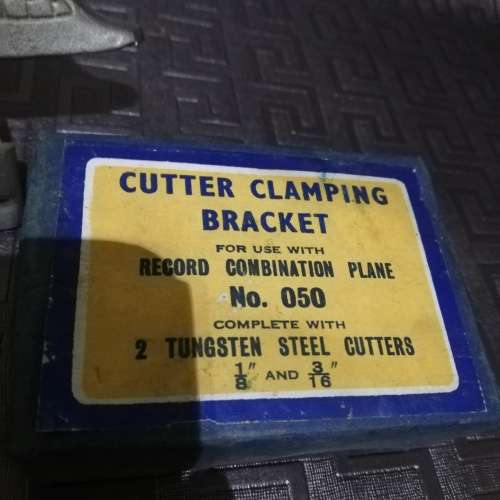 CUTTER CLAMPING
BRACKET
FOR USE WITH
RECORD COMBINATION PLANE
No. 050
COMPLETE WITH
2 TUNGSTEN STEEL CUTTERS
1/8" AND 3/16"